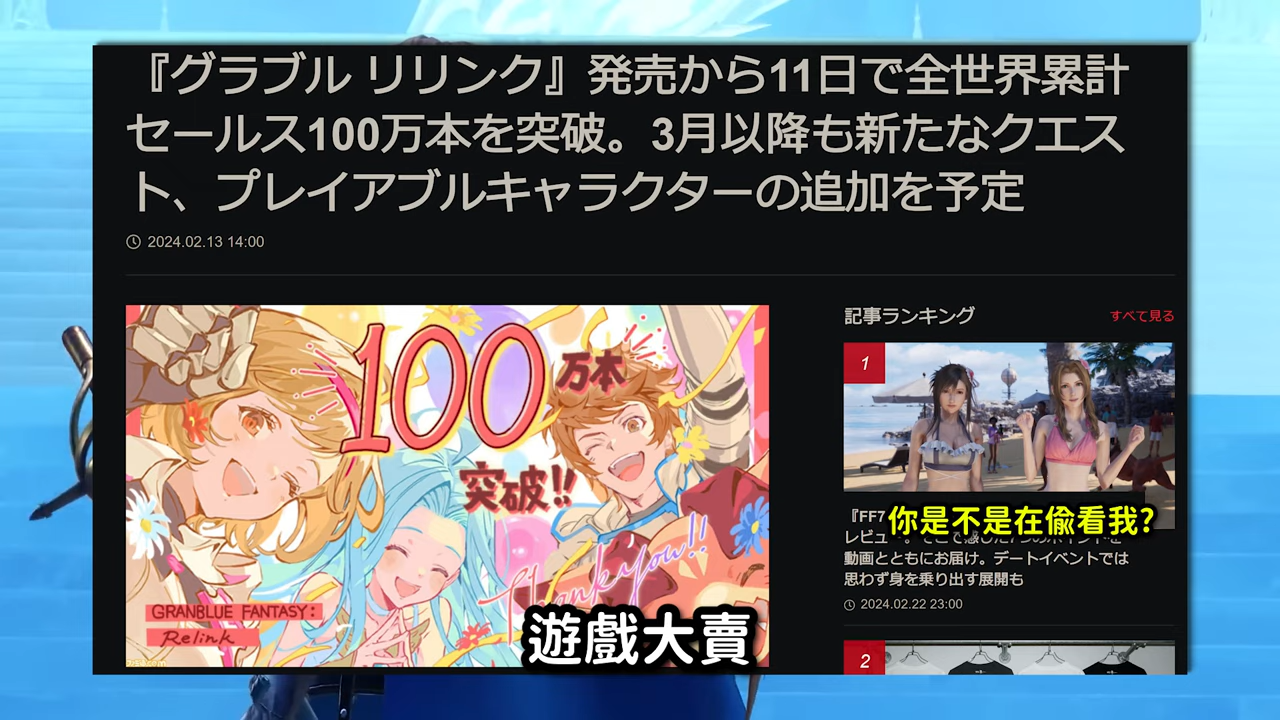 『グラブル リリンク』発売から11日で全世界累計
セールス100万本を突破。3月以降も新たなクエス
ト、プレイアブルキャラクターの追加を予定
2024.02.13 14:00
100万本
突破!!
Thank you!!
GRANBLUE FANTASY:
Relink
遊戲大賣
記事ランキング
すべて見る
1
『FF7
你是不是在偷看我?
レビュー
動画とともにお届け。デートイベントでは
思わず身を乗り出す展開も
2024.02.22 23:00
2